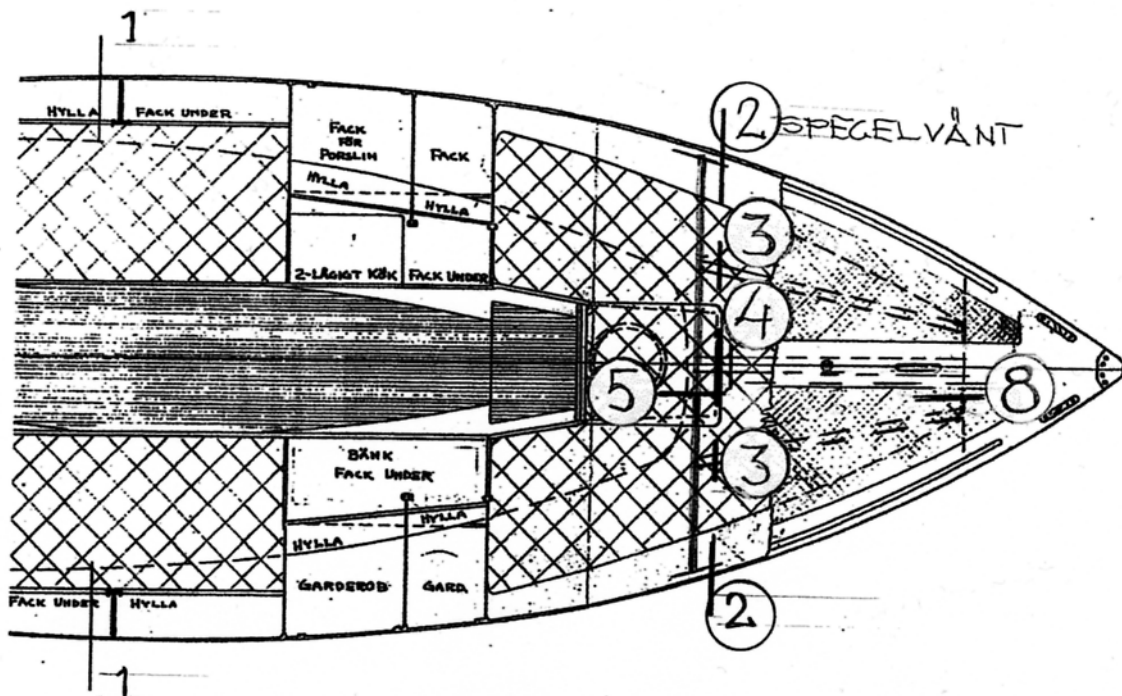 1
HYLLA FACK UNDER
2 SPEGELVÄNT
FACK
FÖR
PORSLIN
FACK
HYLLA
HYLLA
3
2-LÅGIGT KÖK
FACK UNDER
4
5
8
3
BÄNK
FACK UNDER
HYLLA
HYLLA
GARDEROB
GARD.
FACK UNDER HYLLA
2
1